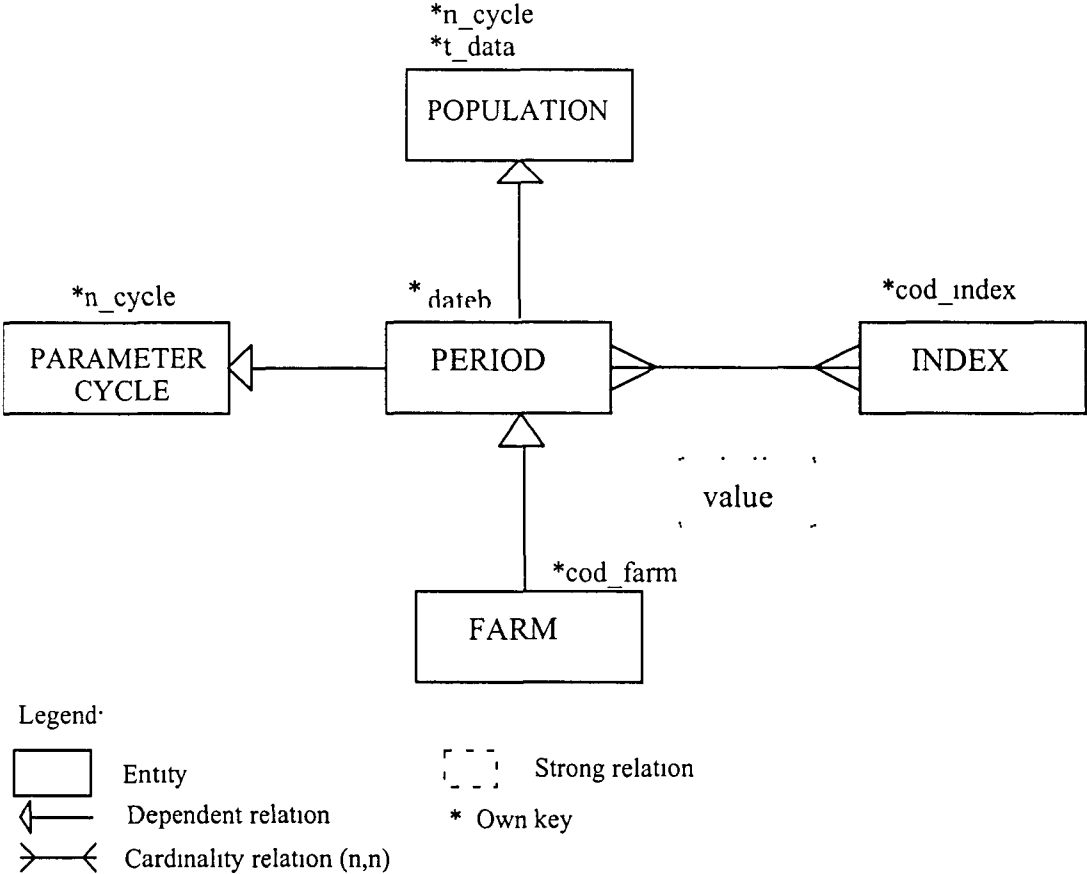 *n_cycle
*t_data
POPULATION
*n_cycle
PARAMETER
CYCLE
* dateb
PERIOD
*cod_index
INDEX
value
*cod_farm
FARM
Legend:
Entity
Dependent relation
Cardinality relation (n,n)
Strong relation
* Own key